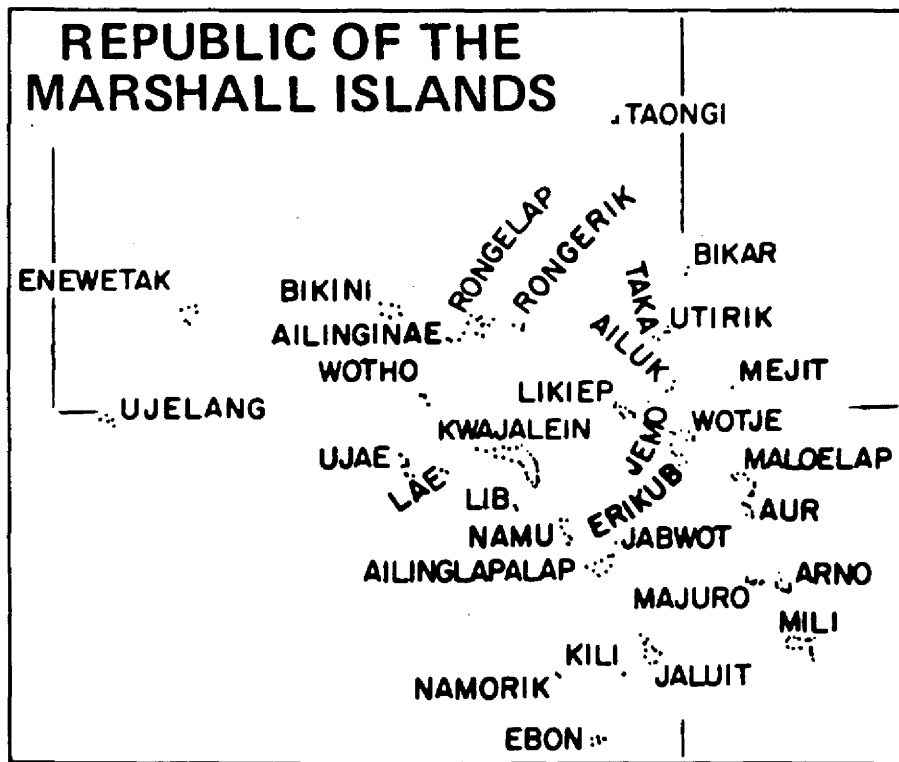 REPUBLIC OF THE
MARSHALL ISLANDS
TAONGI
RONGELAP
RONGERIK
BIKAR
ENEWETAK
BIKINI
TAKA
UTIRIK
AILINGINAE
AILUK
WOTHO
MEJIT
LIKIEP
UJELANG
KWAJALEIN
JEMO
WOTJE
UJAE
LAE
MALOELAP
LIB
ERIKUB
AUR
NAMU
JABWOT
AILINGLAPALAP
ARNO
MAJURO
MILI
KILI
JALUIT
NAMORIK
EBON